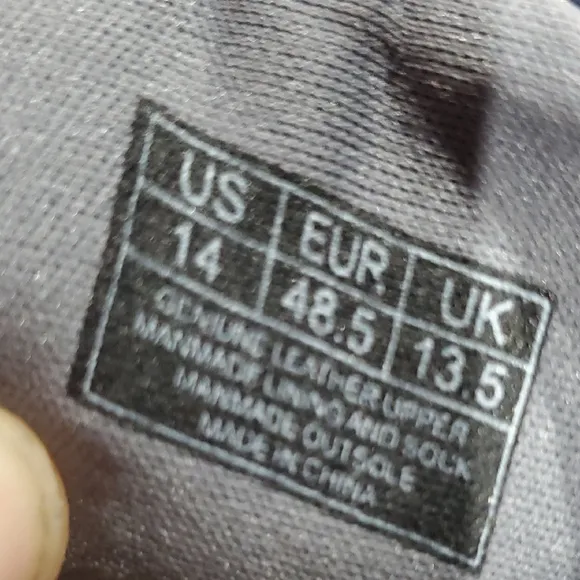 US EUR UK
14 48.5 13.5
GENUINE LEATHER UPPER
MANMADE LINING AND SOCK
MANMADE OUTSOLE
MADE IN CHINA